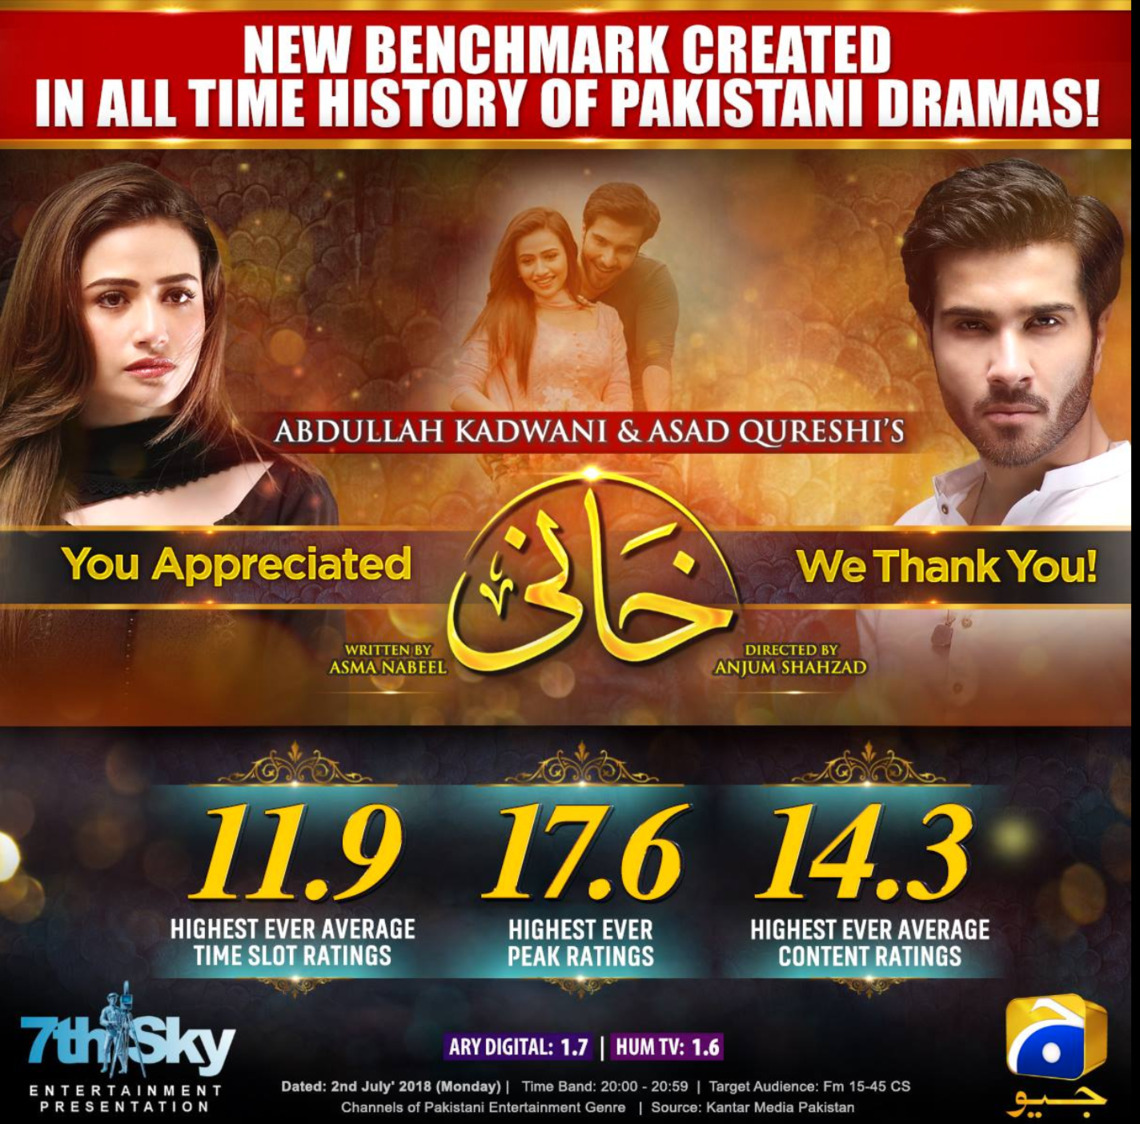 NEW BENCHMARK CREATED
IN ALL TIME HISTORY OF PAKISTANI DRAMAS!
ABDULLAH KADWANI & ASAD QURESHI'S
You Appreciated
خانی
We Thank You!
WRITTEN BY
ASMA NABEEL
DIRECTED BY
ANJUM SHAHZAD
11.9
HIGHEST EVER AVERAGE
TIME SLOT RATINGS
17.6
HIGHEST EVER
PEAK RATINGS
14.3
HIGHEST EVER AVERAGE
CONTENT RATINGS
7th Sky
ENTERTAINMENT
PRESENTATION
ARY DIGITAL: 1.7 | HUM TV: 1.6
Dated: 2nd July' 2018 (Monday) | Time Band: 20:00 - 20:59 | Target Audience: Fm 15-45 CS
Channels of Pakistani Entertainment Genre | Source: Kantar Media Pakistan
جیو